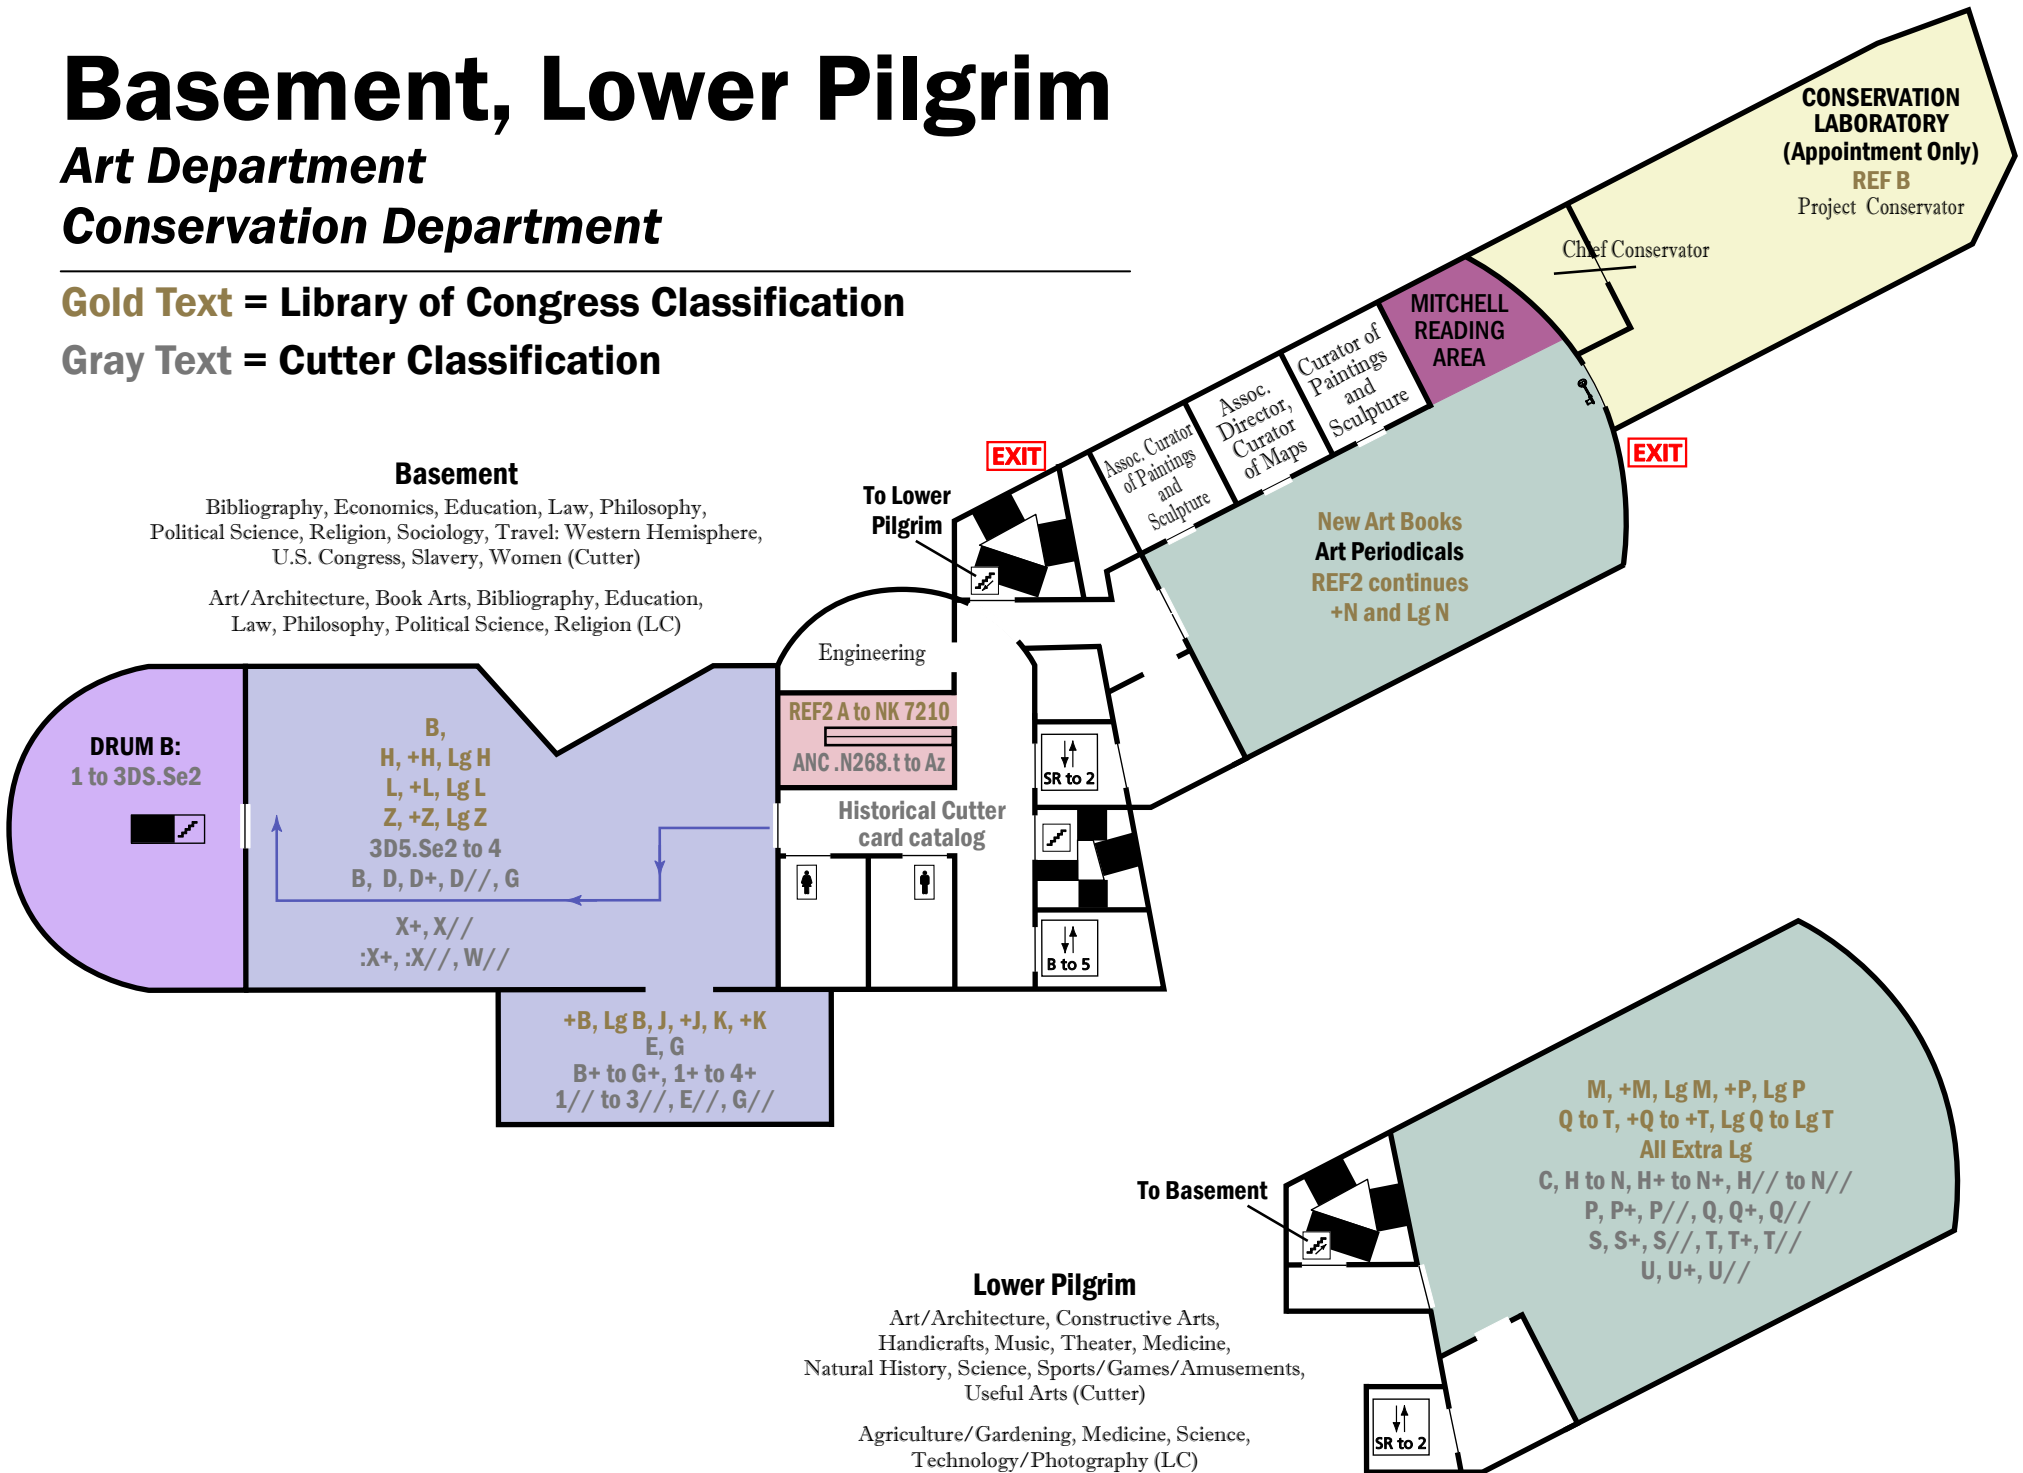 Basement, Lower Pilgrim
Art Department
Conservation Department
Gold Text = Library of Congress Classification
Gray Text = Cutter Classification
CONSERVATION
LABORATORY
(Appointment Only)
REF B
Project Conservator
Chief Conservator
MITCHELL
READING
AREA
Curator of
Paintings
and
Sculpture
Assoc.
Director,
Curator
of Maps
Assoc. Curator
of Paintings
and
Sculpture
EXIT
EXIT
To Lower
Pilgrim
New Art Books
Art Periodicals
REF2 continues
+N and Lg N
Basement
Bibliography, Economics, Education, Law, Philosophy,
Political Science, Religion, Sociology, Travel: Western Hemisphere,
U.S. Congress, Slavery, Women (Cutter)
Art/Architecture, Book Arts, Bibliography, Education,
Law, Philosophy, Political Science, Religion (LC)
Engineering
REF2 A to NK 7210
ANC .N268.t to Az
Historical Cutter
card catalog
SR to 2
B to 5
DRUM B:
1 to 3DS.Se2
B,
H, +H, Lg H
L, +L, Lg L
Z, +Z, Lg Z
3D5.Se2 to 4
B, D, D+, D//, G
X+, X//
:X+, :X//, W//
+B, Lg B, J, +J, K, +K
E, G
B+ to G+, 1+ to 4+
1// to 3//, E//, G//
M, +M, Lg M, +P, Lg P
Q to T, +Q to +T, Lg Q to Lg T
All Extra Lg
C, H to N, H+ to N+, H// to N//
P, P+, P//, Q, Q+, Q//
S, S+, S//, T, T+, T//
U, U+, U//
To Basement
Lower Pilgrim
Art/Architecture, Constructive Arts,
Handicrafts, Music, Theater, Medicine,
Natural History, Science, Sports/Games/Amusements,
Useful Arts (Cutter)
Agriculture/Gardening, Medicine, Science,
Technology/Photography (LC)
SR to 2